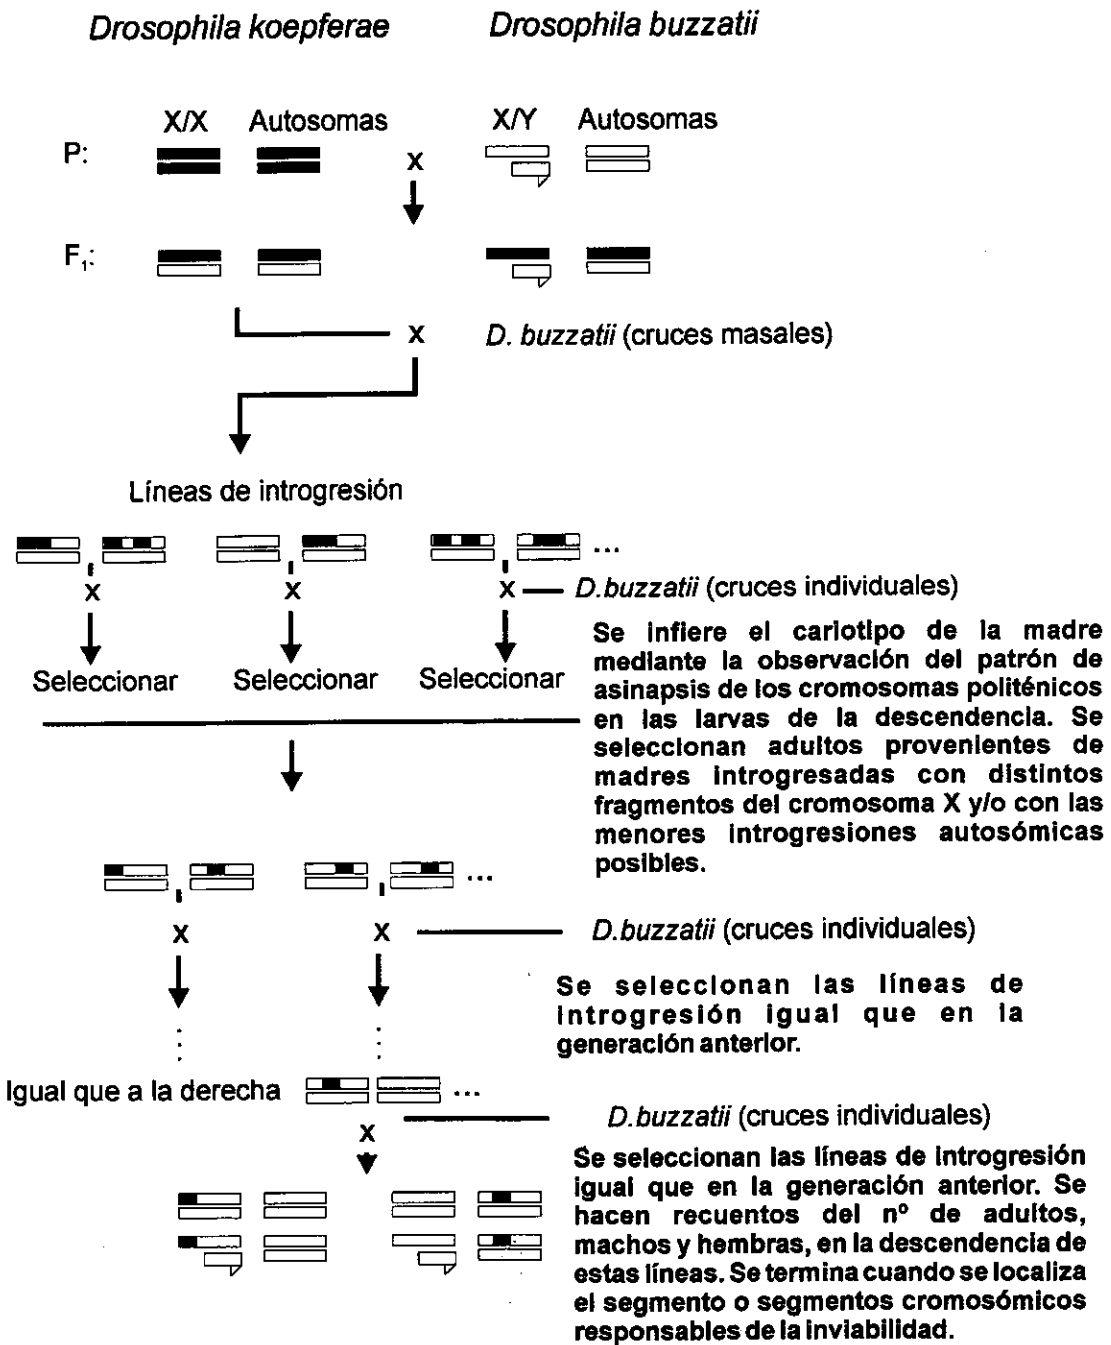 Drosophila koepferae Drosophila buzzatii
X/X Autosomas X/Y Autosomas
P: X
F₁:
X D. buzzatii (cruces masales)
Líneas de introgresión
...
X X X D.buzzatii (cruces individuales)
Seleccionar Seleccionar Seleccionar
Se infiere el cariotipo de la madre
mediante la observación del patrón de
asinapsis de los cromosomas politénicos
en las larvas de la descendencia. Se
seleccionan adultos provenientes de
madres introgresadas con distintos
fragmentos del cromosoma X y/o con las
menores introgresiones autosómicas
posibles.
...
X X D.buzzatii (cruces individuales)
Se seleccionan las líneas de
introgresión igual que en la
generación anterior.
Igual que a la derecha ...
X D.buzzatii (cruces individuales)
Se seleccionan las líneas de introgresión
igual que en la generación anterior. Se
hacen recuentos del nº de adultos,
machos y hembras, en la descendencia de
estas líneas. Se termina cuando se localiza
el segmento o segmentos cromosómicos
responsables de la inviabilidad.